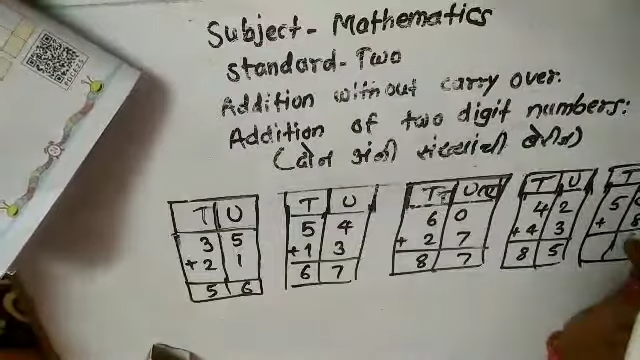 Subject- Mathematics
Standard-Two
Addition without carry over.
Addition of two digit numbers:
(दोन अंकी संख्यांची बेरीज)
T U T U T U T U T
3 5 5 4 6 0 4 2 5
+2 1 +1 3 +2 7 +4 3 +
5 6 6 7 8 7 8 5